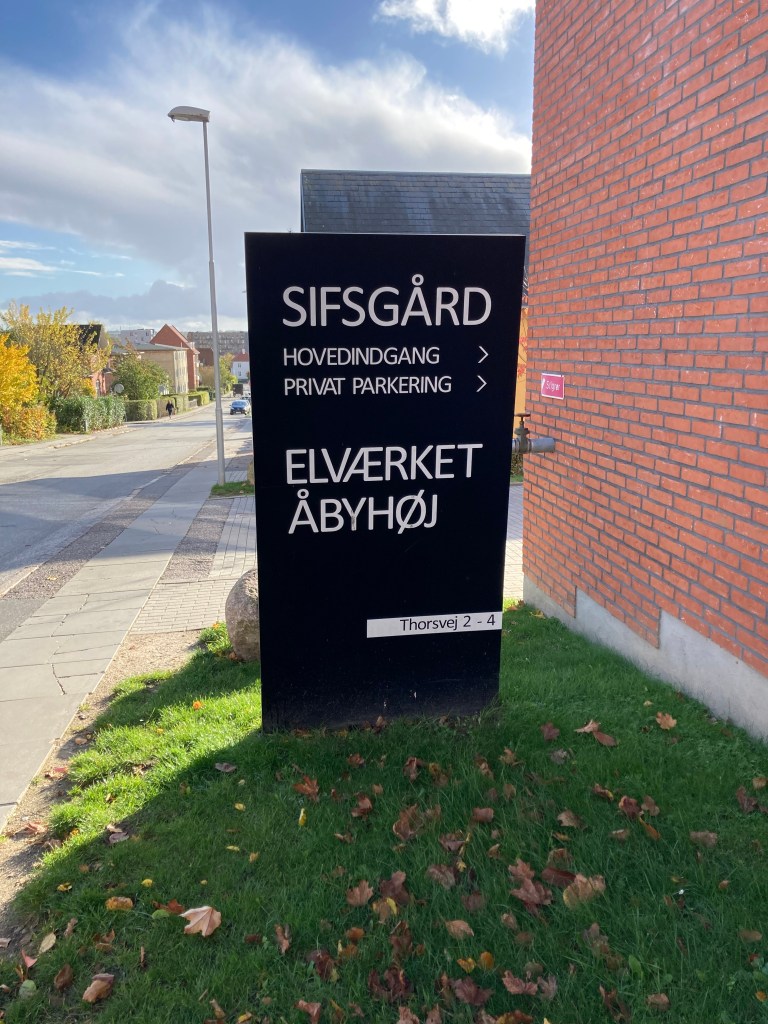 SIFSGÅRD
HOVEDINDGANG >
PRIVAT PARKERING >
ELVÆRKET
ÅBYHØJ
Thorsvej 2 - 4